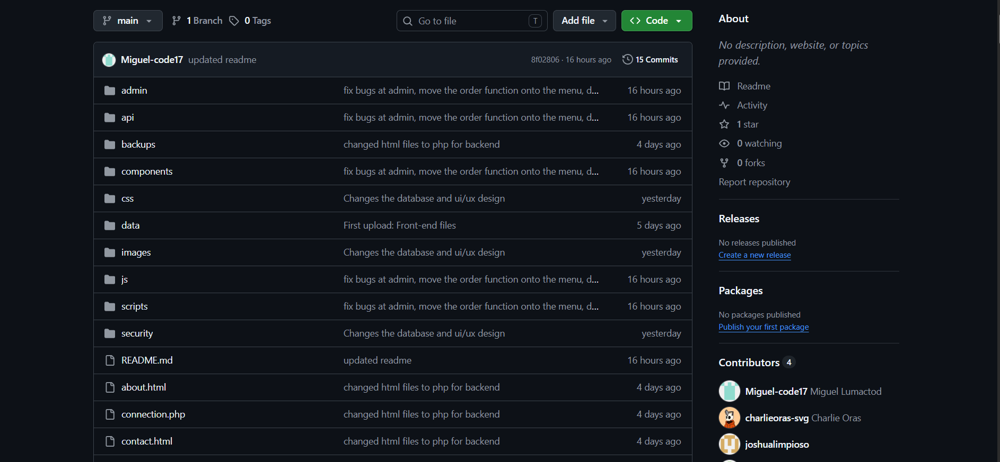 main 1 Branch 0 Tags Go to file T Add file Code
Miguel-code17 updated readme 8f02806 · 16 hours ago 15 Commits
admin fix bugs at admin, move the order function onto the menu, d... 16 hours ago
api fix bugs at admin, move the order function onto the menu, d... 16 hours ago
backups changed html files to php for backend 4 days ago
components fix bugs at admin, move the order function onto the menu, d... 16 hours ago
css Changes the database and ui/ux design yesterday
data First upload: Front-end files 5 days ago
images Changes the database and ui/ux design yesterday
js fix bugs at admin, move the order function onto the menu, d... 16 hours ago
scripts fix bugs at admin, move the order function onto the menu, d... 16 hours ago
security Changes the database and ui/ux design yesterday
README.md updated readme 16 hours ago
about.html changed html files to php for backend 4 days ago
connection.php changed html files to php for backend 4 days ago
contact.html changed html files to php for backend 4 days ago
About
No description, website, or topics
provided.
Readme
Activity
1 star
0 watching
0 forks
Report repository
Releases
No releases published
Create a new release
Packages
No packages published
Publish your first package
Contributors 4
Miguel-code17 Miguel Lumactod
charlieoras-svg Charlie Oras
joshualimpioso